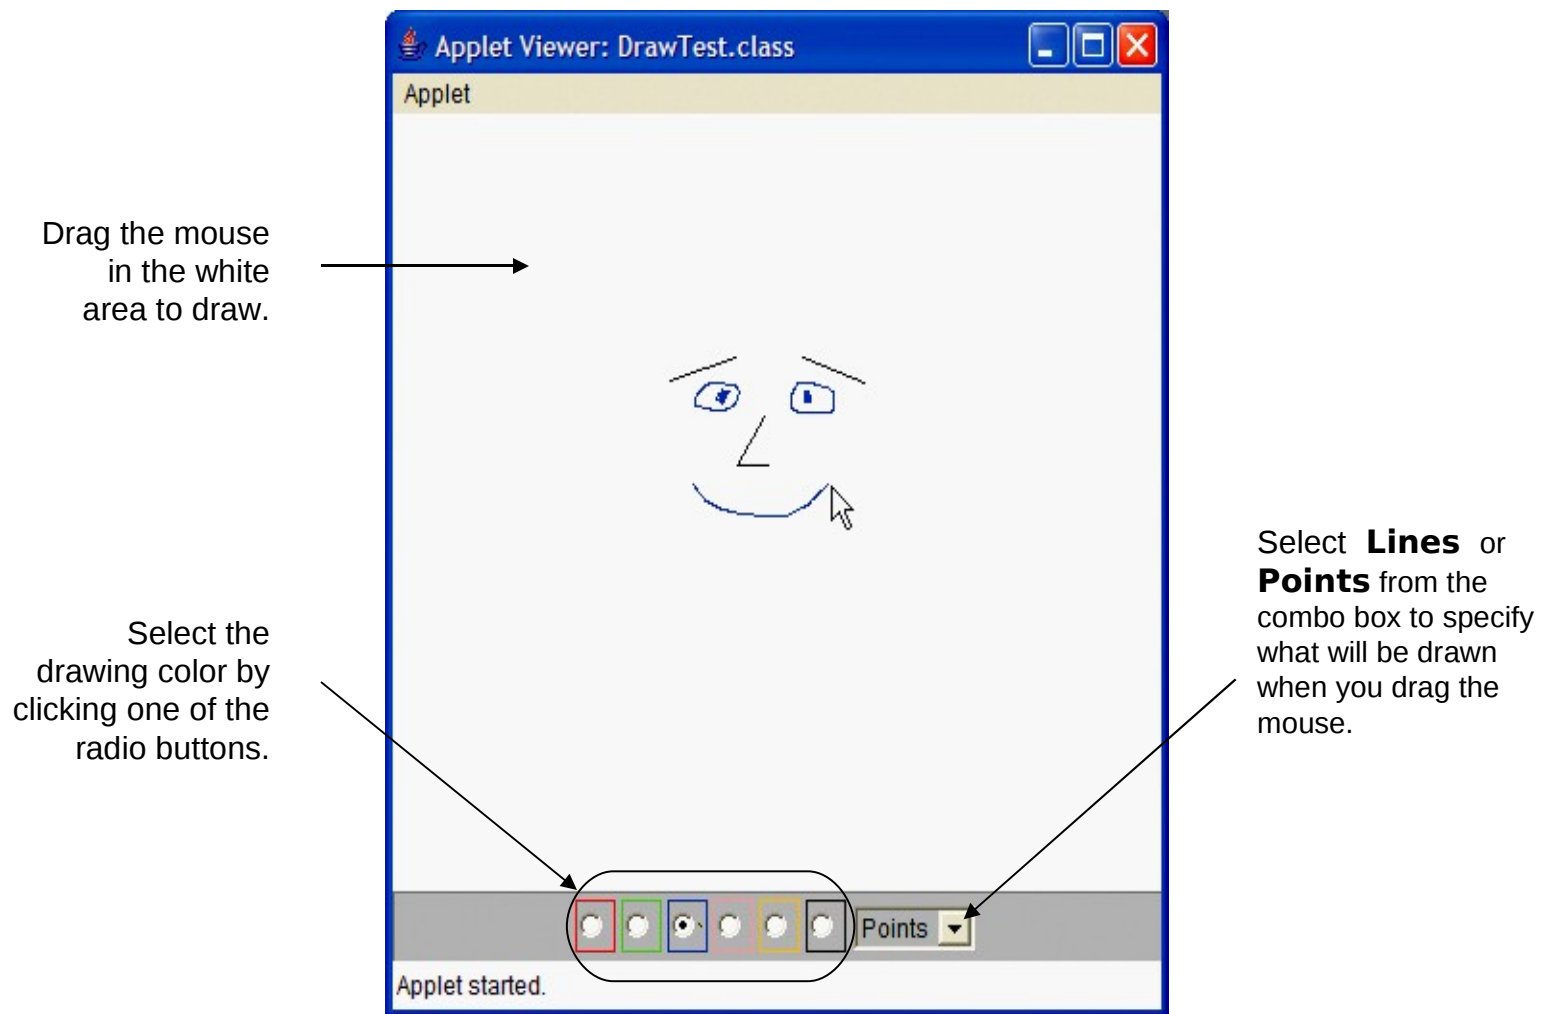 Applet Viewer: DrawTest.class
Applet
Drag the mouse
in the white
area to draw.
Select the
drawing color by
clicking one of the
radio buttons.
Select Lines or
Points from the
combo box to specify
what will be drawn
when you drag the
mouse.
Points
Applet started.